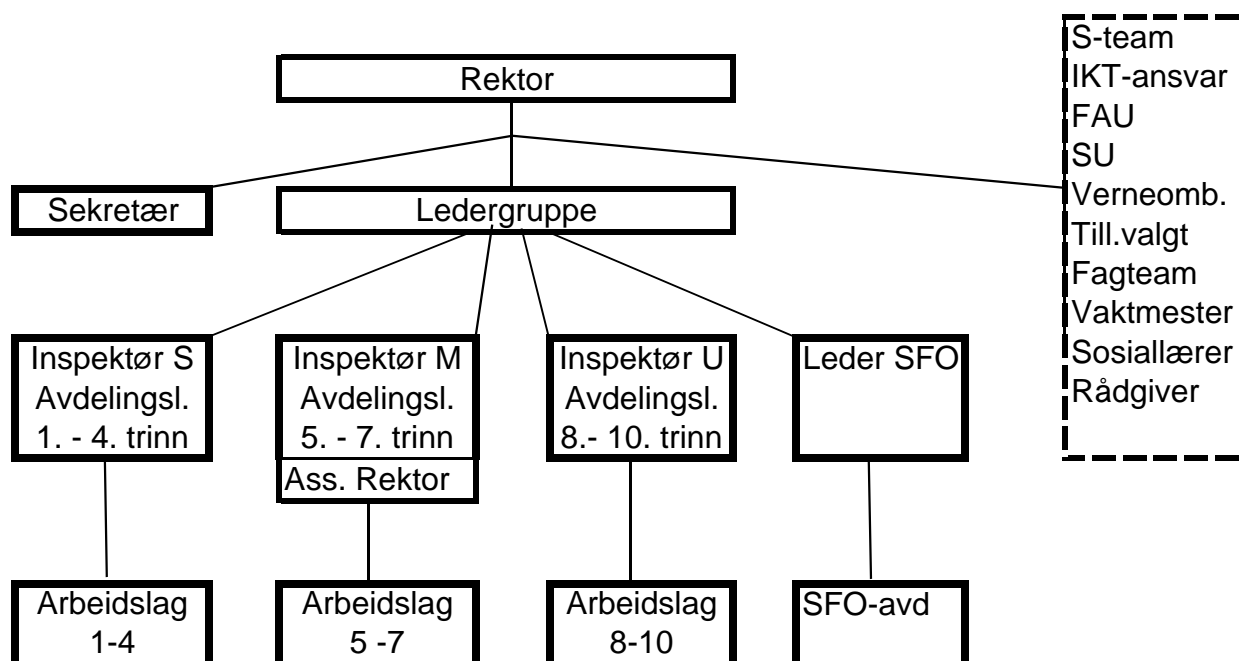 Rektor
S-team
IKT-ansvar
FAU
SU
Verneomb.
Till.valgt
Fagteam
Vaktmester
Sosiallærer
Rådgiver
Sekretær
Ledergruppe
Inspektør S
Avdelingsl.
1. - 4. trinn
Inspektør M
Avdelingsl.
5. - 7. trinn
Ass. Rektor
Inspektør U
Avdelingsl.
8.- 10. trinn
Leder SFO
Arbeidslag
1-4
Arbeidslag
5 -7
Arbeidslag
8-10
SFO-avd